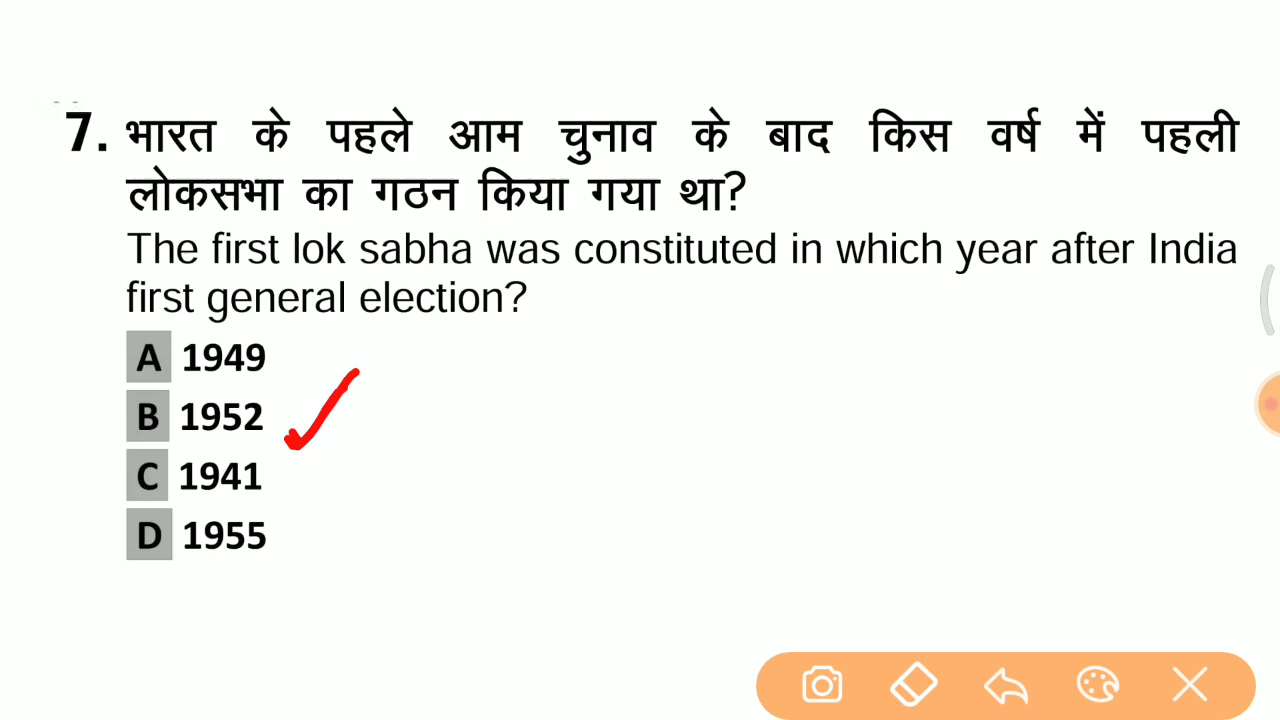 7. भारत के पहले आम चुनाव के बाद किस वर्ष में पहली
लोकसभा का गठन किया गया था?
The first lok sabha was constituted in which year after India
first general election?
A 1949
B 1952
C 1941
D 1955